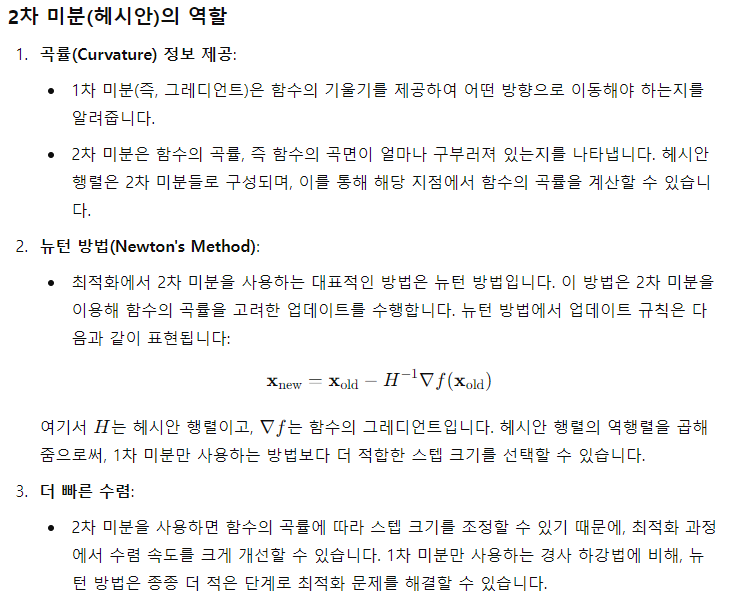 2차 미분(헤시안)의 역할
1. 곡률(Curvature) 정보 제공:
• 1차 미분(즉, 그레디언트)은 함수의 기울기를 제공하여 어떤 방향으로 이동해야 하는지를
알려줍니다.
• 2차 미분은 함수의 곡률, 즉 함수의 곡면이 얼마나 구부러져 있는지를 나타냅니다. 헤시안
행렬은 2차 미분들로 구성되며, 이를 통해 해당 지점에서 함수의 곡률을 계산할 수 있습니
다.
2. 뉴턴 방법(Newton's Method):
• 최적화에서 2차 미분을 사용하는 대표적인 방법은 뉴턴 방법입니다. 이 방법은 2차 미분을
이용해 함수의 곡률을 고려한 업데이트를 수행합니다. 뉴턴 방법에서 업데이트 규칙은 다
음과 같이 표현됩니다:
x_new = x_old − H⁻¹∇f(x_old)
여기서 H는 헤시안 행렬이고, ∇f는 함수의 그레디언트입니다. 헤시안 행렬의 역행렬을 곱해
줌으로써, 1차 미분만 사용하는 방법보다 더 적합한 스텝 크기를 선택할 수 있습니다.
3. 더 빠른 수렴:
• 2차 미분을 사용하면 함수의 곡률에 따라 스텝 크기를 조정할 수 있기 때문에, 최적화 과정
에서 수렴 속도를 크게 개선할 수 있습니다. 1차 미분만 사용하는 경사 하강법에 비해, 뉴
턴 방법은 종종 더 적은 단계로 최적화 문제를 해결할 수 있습니다.